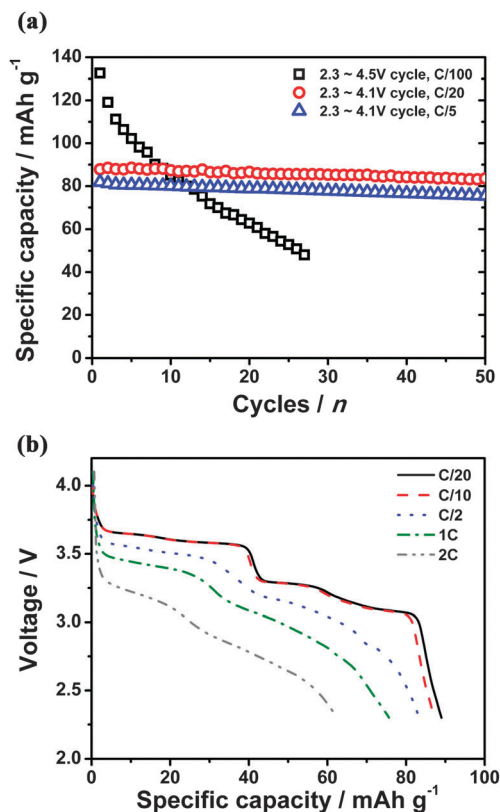 (a)
140
120
100
80
60
40
20
0
Specific capacity / mAh g⁻¹
2.3 ~ 4.5V cycle, C/100
2.3 ~ 4.1V cycle, C/20
2.3 ~ 4.1V cycle, C/5
0 10 20 30 40 50
Cycles / n
(b)
4.0
3.5
3.0
2.5
2.0
Voltage / V
C/20
C/10
C/2
1C
2C
0 20 40 60 80 100
Specific capacity / mAh g⁻¹